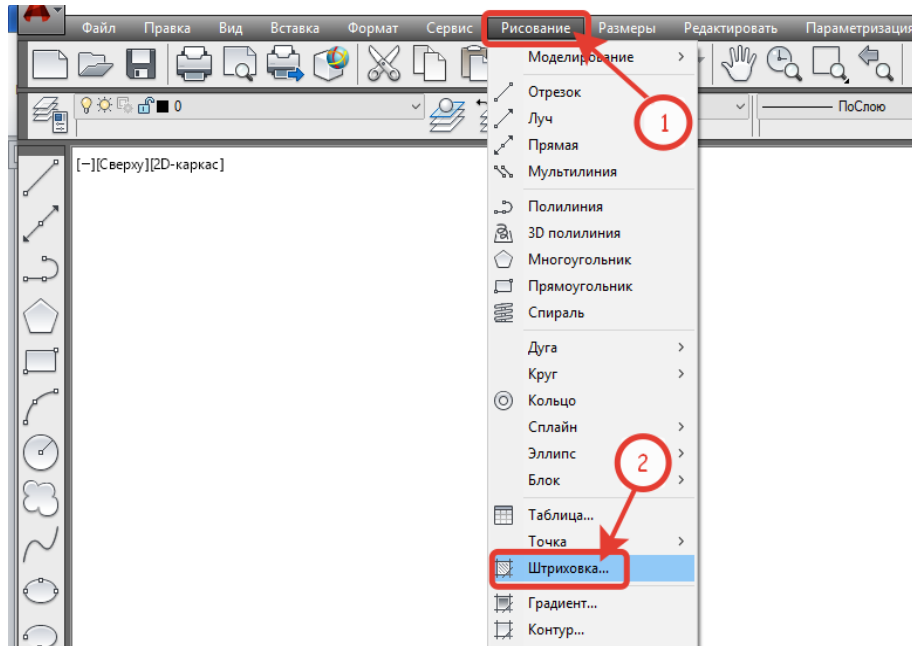 Файл Правка Вид Вставка Формат Сервис Рисование Размеры Редактировать Параметризация
Моделирование
0
Отрезок
ПоСлою
Луч
1
Прямая
[−][Сверху][2D-каркас]
Мультилиния
Полилиния
3D полилиния
Многоугольник
Прямоугольник
Спираль
Дуга
Круг
Кольцо
Сплайн
Эллипс
2
Блок
Таблица...
Точка
Штриховка...
Градиент...
Контур...